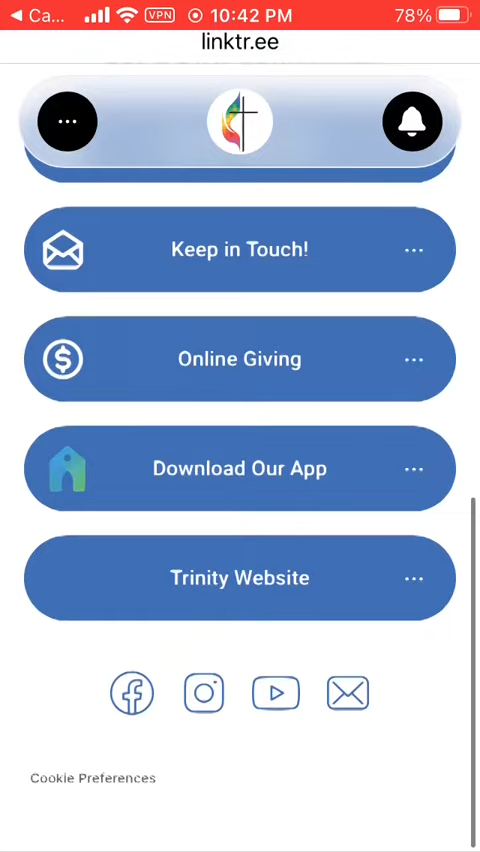 Ca... VPN 10:42 PM 78%
linktr.ee
Keep in Touch!
Online Giving
Download Our App
Trinity Website
Cookie Preferences